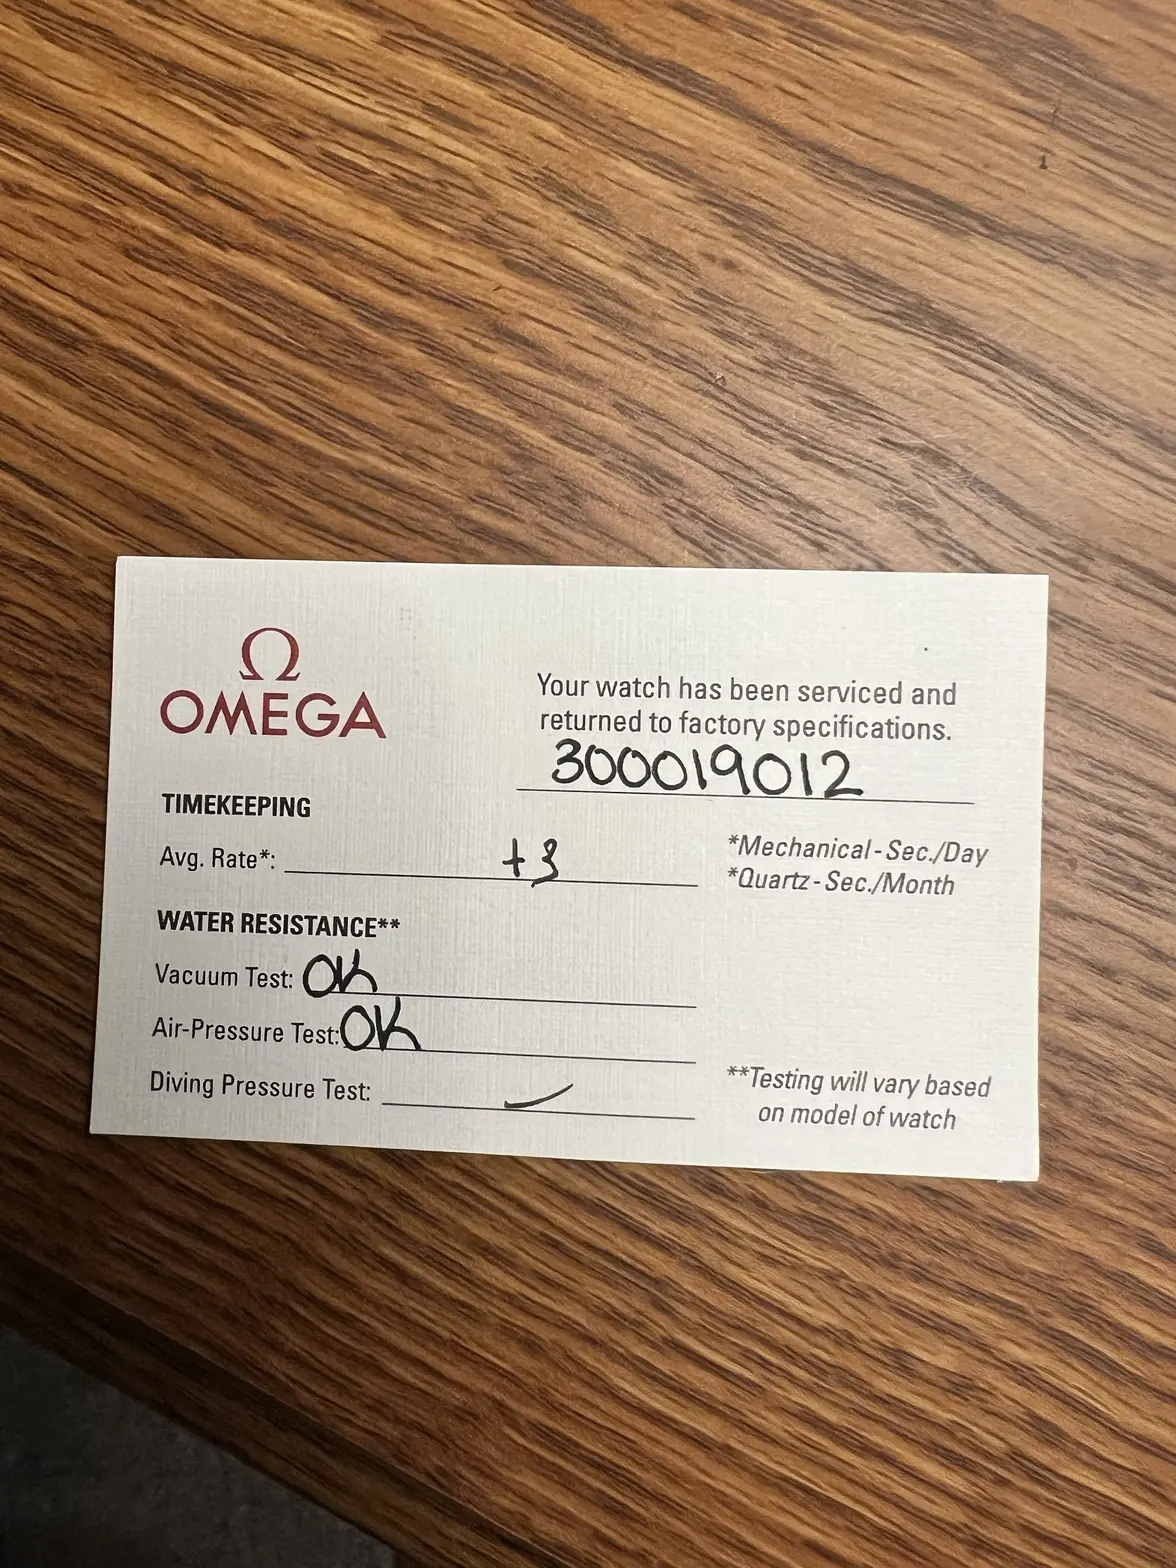 Ω
OMEGA
Your watch has been serviced and
returned to factory specifications.
300019012
TIMEKEEPING
Avg. Rate*: +3
*Mechanical-Sec./Day
*Quartz-Sec./Month
WATER RESISTANCE**
Vacuum Test: OK
Air-Pressure Test: OK
Diving Pressure Test:
**Testing will vary based
on model of watch